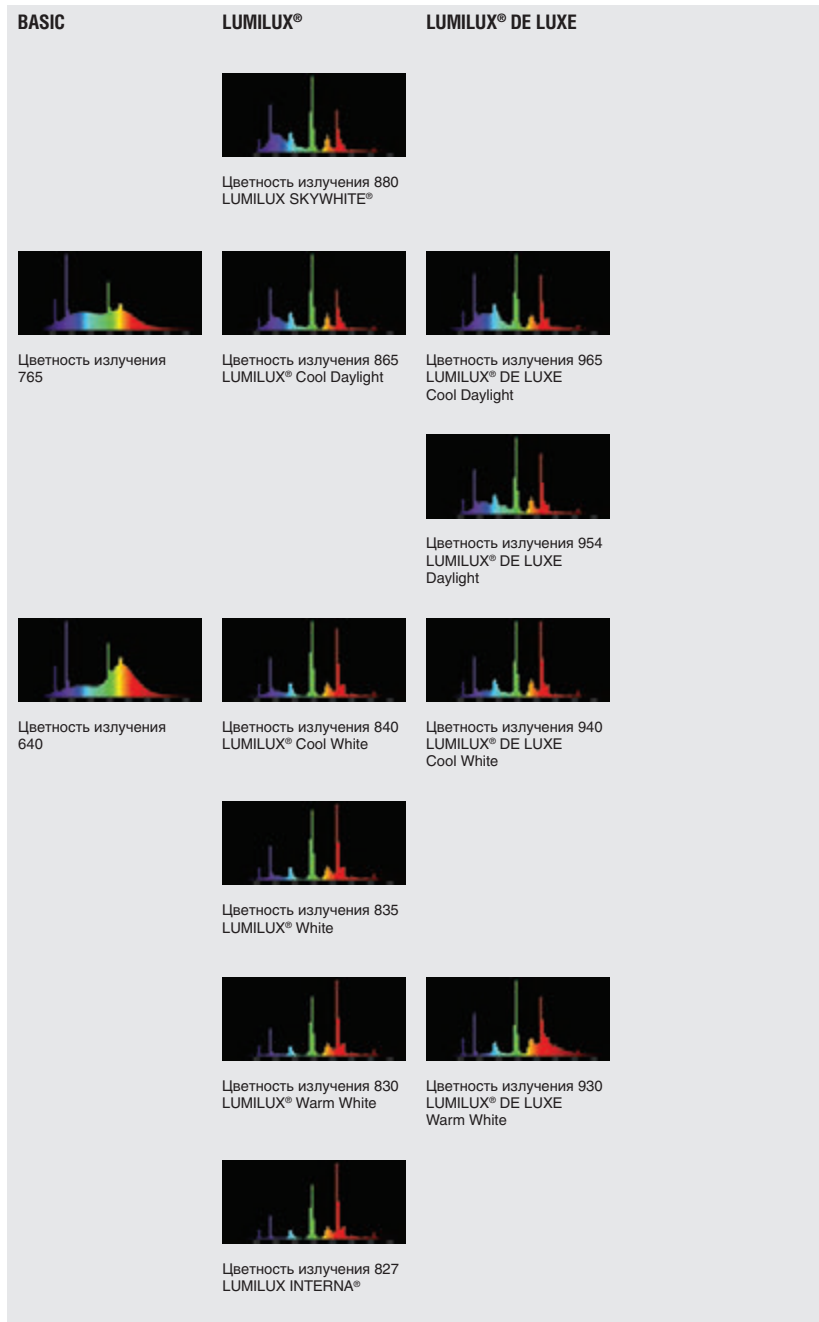 BASIC
LUMILUX®
LUMILUX® DE LUXE
Цветность излучения 880
LUMILUX SKYWHITE®
Цветность излучения
765
Цветность излучения 865
LUMILUX® Cool Daylight
Цветность излучения 965
LUMILUX® DE LUXE
Cool Daylight
Цветность излучения 954
LUMILUX® DE LUXE
Daylight
Цветность излучения
640
Цветность излучения 840
LUMILUX® Cool White
Цветность излучения 940
LUMILUX® DE LUXE
Cool White
Цветность излучения 835
LUMILUX® White
Цветность излучения 830
LUMILUX® Warm White
Цветность излучения 930
LUMILUX® DE LUXE
Warm White
Цветность излучения 827
LUMILUX INTERNA®